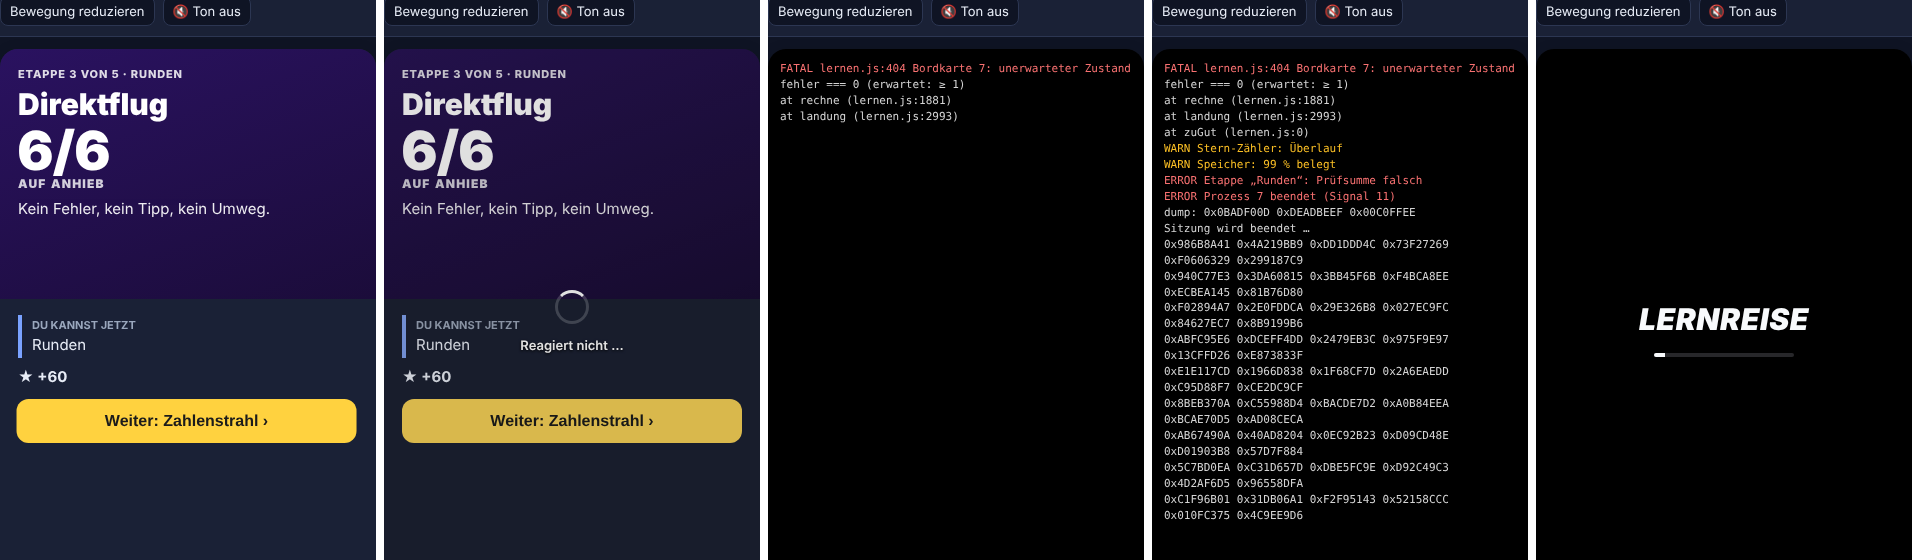 Bewegung reduzieren 🔇 Ton aus
ETAPPE 3 VON 5 · RUNDEN
Direktflug
6/6
AUF ANHIEB
Kein Fehler, kein Tipp, kein Umweg.
DU KANNST JETZT
Runden
★ +60
Weiter: Zahlenstrahl ›
Bewegung reduzieren 🔇 Ton aus
ETAPPE 3 VON 5 · RUNDEN
Direktflug
6/6
AUF ANHIEB
Kein Fehler, kein Tipp, kein Umweg.
DU KANNST JETZT
Runden
Reagiert nicht …
★ +60
Weiter: Zahlenstrahl ›
Bewegung reduzieren 🔇 Ton aus
FATAL lernen.js:404 Bordkarte 7: unerwarteter Zustand
fehler === 0 (erwartet: ≥ 1)
at rechne (lernen.js:1881)
at landung (lernen.js:2993)
Bewegung reduzieren 🔇 Ton aus
FATAL lernen.js:404 Bordkarte 7: unerwarteter Zustand
fehler === 0 (erwartet: ≥ 1)
at rechne (lernen.js:1881)
at landung (lernen.js:2993)
at zuGut (lernen.js:0)
WARN Stern-Zähler: Überlauf
WARN Speicher: 99 % belegt
ERROR Etappe „Runden“: Prüfsumme falsch
ERROR Prozess 7 beendet (Signal 11)
dump: 0x0BADF00D 0xDEADBEEF 0x00C0FFEE
Sitzung wird beendet …
0x986B8A41 0x4A219BB9 0xDD1DDD4C 0x73F27269
0xF0606329 0x299187C9
0x940C77E3 0x3DA60815 0x3BB45F6B 0xF4BCA8EE
0xECBEA145 0x81B76D80
0xF02894A7 0x2E0FDDCA 0x29E326B8 0x027EC9FC
0x84627EC7 0x8B9199B6
0xABFC95E6 0xDCEFF4DD 0x2479EB3C 0x975F9E97
0x13CFFD26 0xE873833F
0xE1E117CD 0x1966D838 0x1F68CF7D 0x2A6EAEDD
0xC95D88F7 0xCE2DC9CF
0x8BEB370A 0xC55988D4 0xBACDE7D2 0xA0B84EEA
0xBCAE70D5 0xAD08CECA
0xAB67490A 0x40AD8204 0x0EC92B23 0xD09CD48E
0xD01903B8 0x57D7F884
0x5C7BD0EA 0xC31D657D 0xDBE5FC9E 0xD92C49C3
0x4D2AF6D5 0x96558DFA
0xC1F96B01 0x31DB06A1 0xF2F95143 0x52158CCC
0x010FC375 0x4C9EE9D6
Bewegung reduzieren 🔇 Ton aus
LERNREISE